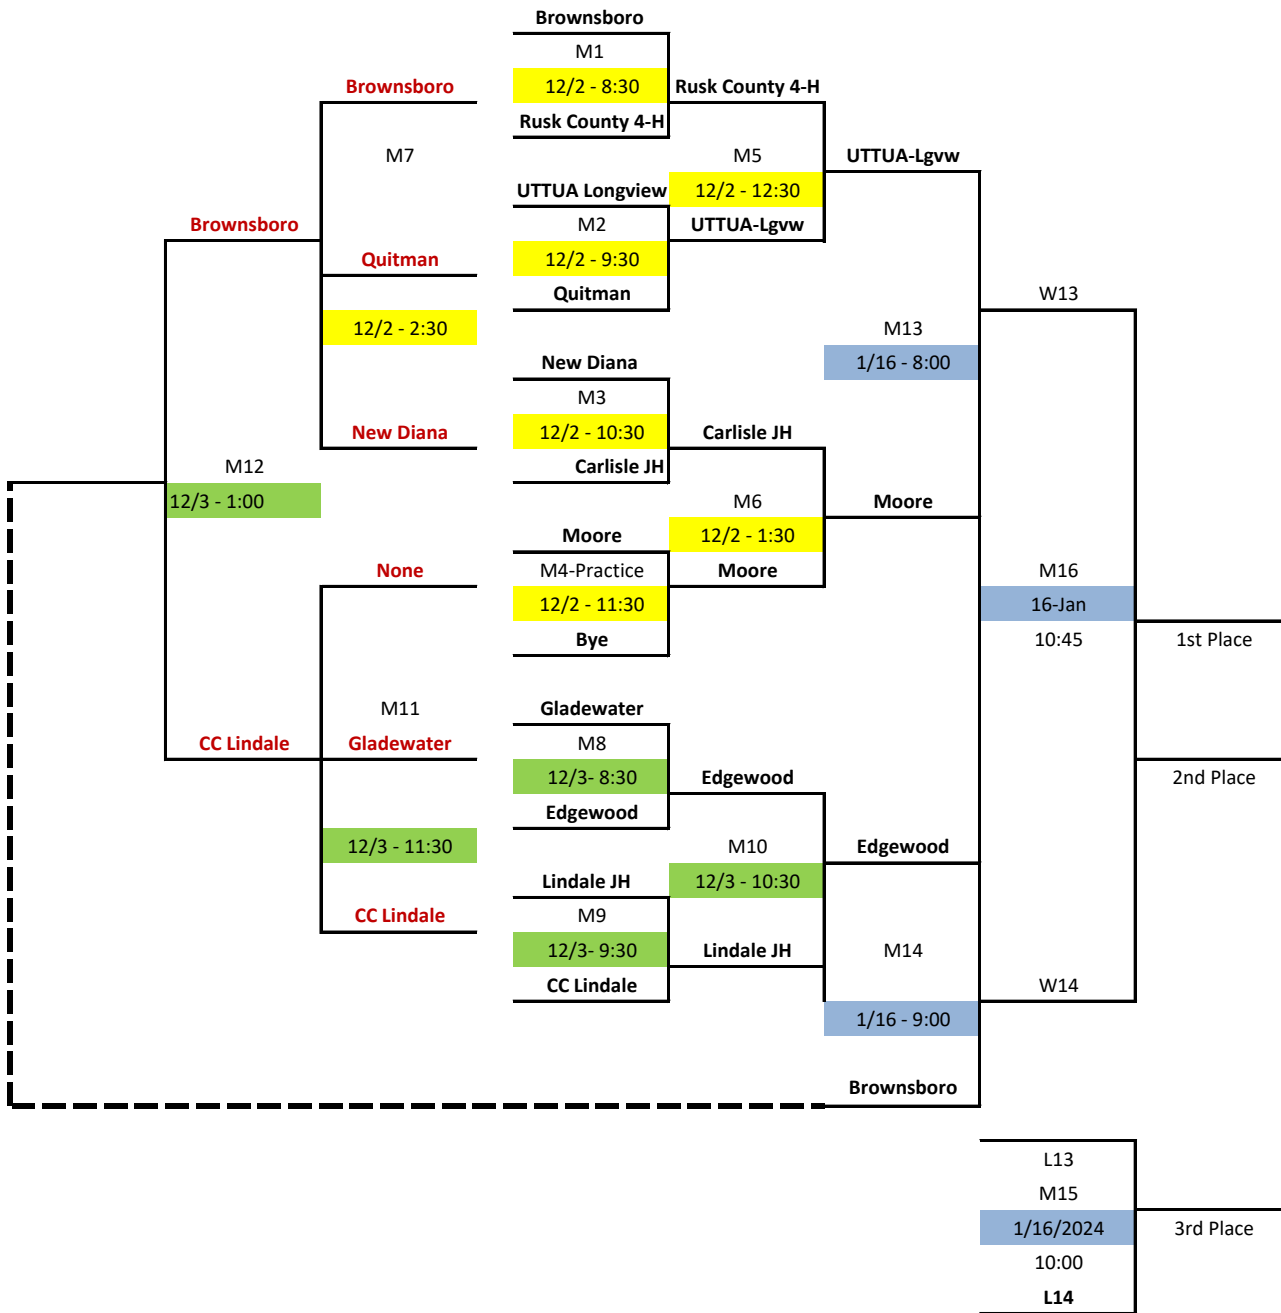 Brownsboro
M1
Brownsboro
12/2 - 8:30
Rusk County 4-H
Rusk County 4-H
M7
M5
UTTUA-Lgvw
UTTUA Longview
12/2 - 12:30
Brownsboro
M2
UTTUA-Lgvw
Quitman
12/2 - 9:30
Quitman
W13
12/2 - 2:30
M13
New Diana
1/16 - 8:00
M3
New Diana
12/2 - 10:30
Carlisle JH
M12
Carlisle JH
12/3 - 1:00
M6
Moore
Moore
12/2 - 1:30
None
M4-Practice
Moore
M16
12/2 - 11:30
16-Jan
Bye
10:45
1st Place
M11
Gladewater
CC Lindale
Gladewater
M8
12/3- 8:30
Edgewood
2nd Place
Edgewood
12/3 - 11:30
M10
Edgewood
Lindale JH
12/3 - 10:30
CC Lindale
M9
12/3- 9:30
Lindale JH
M14
CC Lindale
W14
1/16 - 9:00
Brownsboro
L13
M15
1/16/2024
3rd Place
10:00
L14